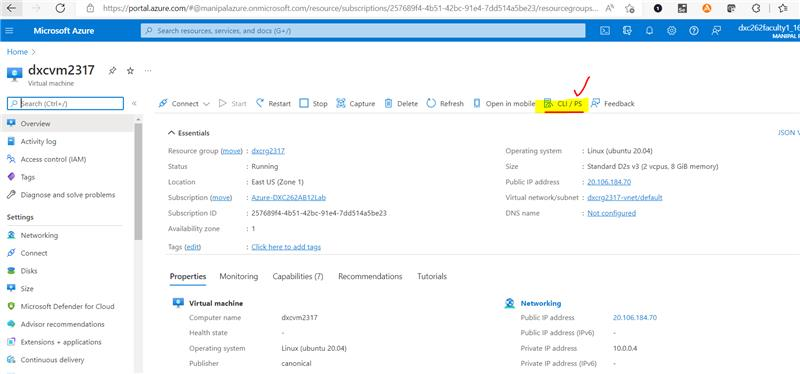 https://portal.azure.com/#@manipalazure.onmicrosoft.com/resource/subscriptions/257689f4-4b51-42bc-91e4-7dd514a5be23/resourcegroups...
Microsoft Azure
Search resources, services, and docs (G+/)
dxc262faculty1_16
MANIPAL
Home >
dxcvm2317
Virtual machine
Search (Ctrl+/)
«
Connect
Start
Restart
Stop
Capture
Delete
Refresh
Open in mobile
CLI / PS
Feedback
Overview
Activity log
Access control (IAM)
Tags
Diagnose and solve problems
Settings
Networking
Connect
Disks
Size
Microsoft Defender for Cloud
Advisor recommendations
Extensions + applications
Continuous delivery
Essentials
JSON V
Resource group (move) : dxcrg2317
Status : Running
Location : East US (Zone 1)
Subscription (move) : Azure-DXC262AB12Lab
Subscription ID : 257689f4-4b51-42bc-91e4-7dd514a5be23
Availability zone : 1
Tags (edit) : Click here to add tags
Operating system : Linux (ubuntu 20.04)
Size : Standard D2s v3 (2 vcpus, 8 GiB memory)
Public IP address : 20.106.184.70
Virtual network/subnet : dxcrg2317-vnet/default
DNS name : Not configured
Properties
Monitoring
Capabilities (7)
Recommendations
Tutorials
Virtual machine
Computer name dxcvm2317
Health state -
Operating system Linux (ubuntu 20.04)
Publisher canonical
Networking
Public IP address 20.106.184.70
Public IP address (IPv6) -
Private IP address 10.0.0.4
Private IP address (IPv6) -